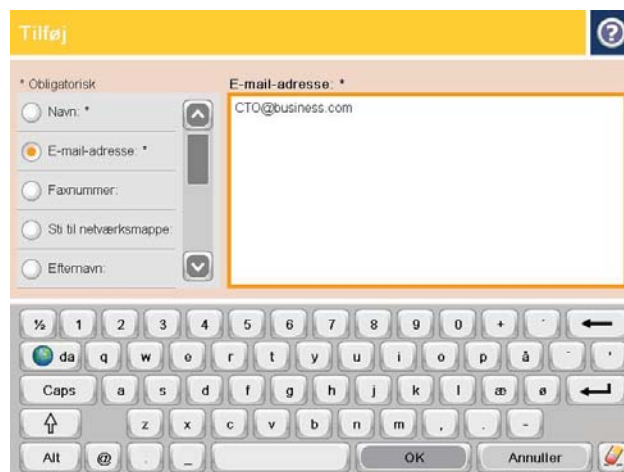 Tilføj
?
* Obligatorisk
E-mail-adresse: *
Navn: *
CTO@business.com
E-mail-adresse: *
Faxnummer:
Sti til netværksmappe:
Efternavn:
½ 1 2 3 4 5 6 7 8 9 0 + ´
da q w e r t y u i o p å ¨ '
Caps a s d f g h j k l æ ø
z x c v b n m , . -
Alt @ . _ OK Annuller